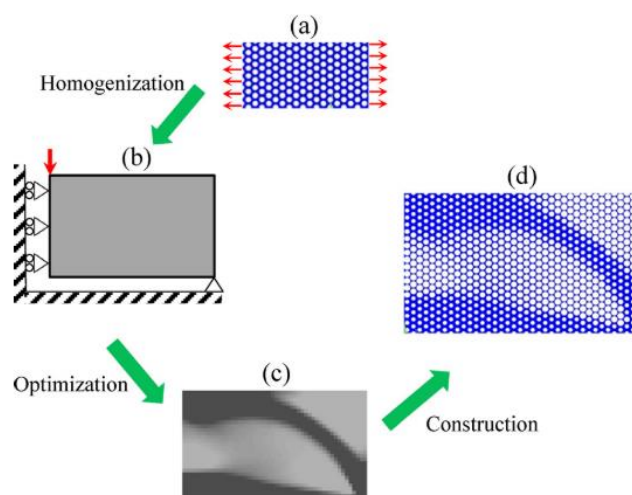 (a)
Homogenization
(b)
(d)
Optimization
(c)
Construction